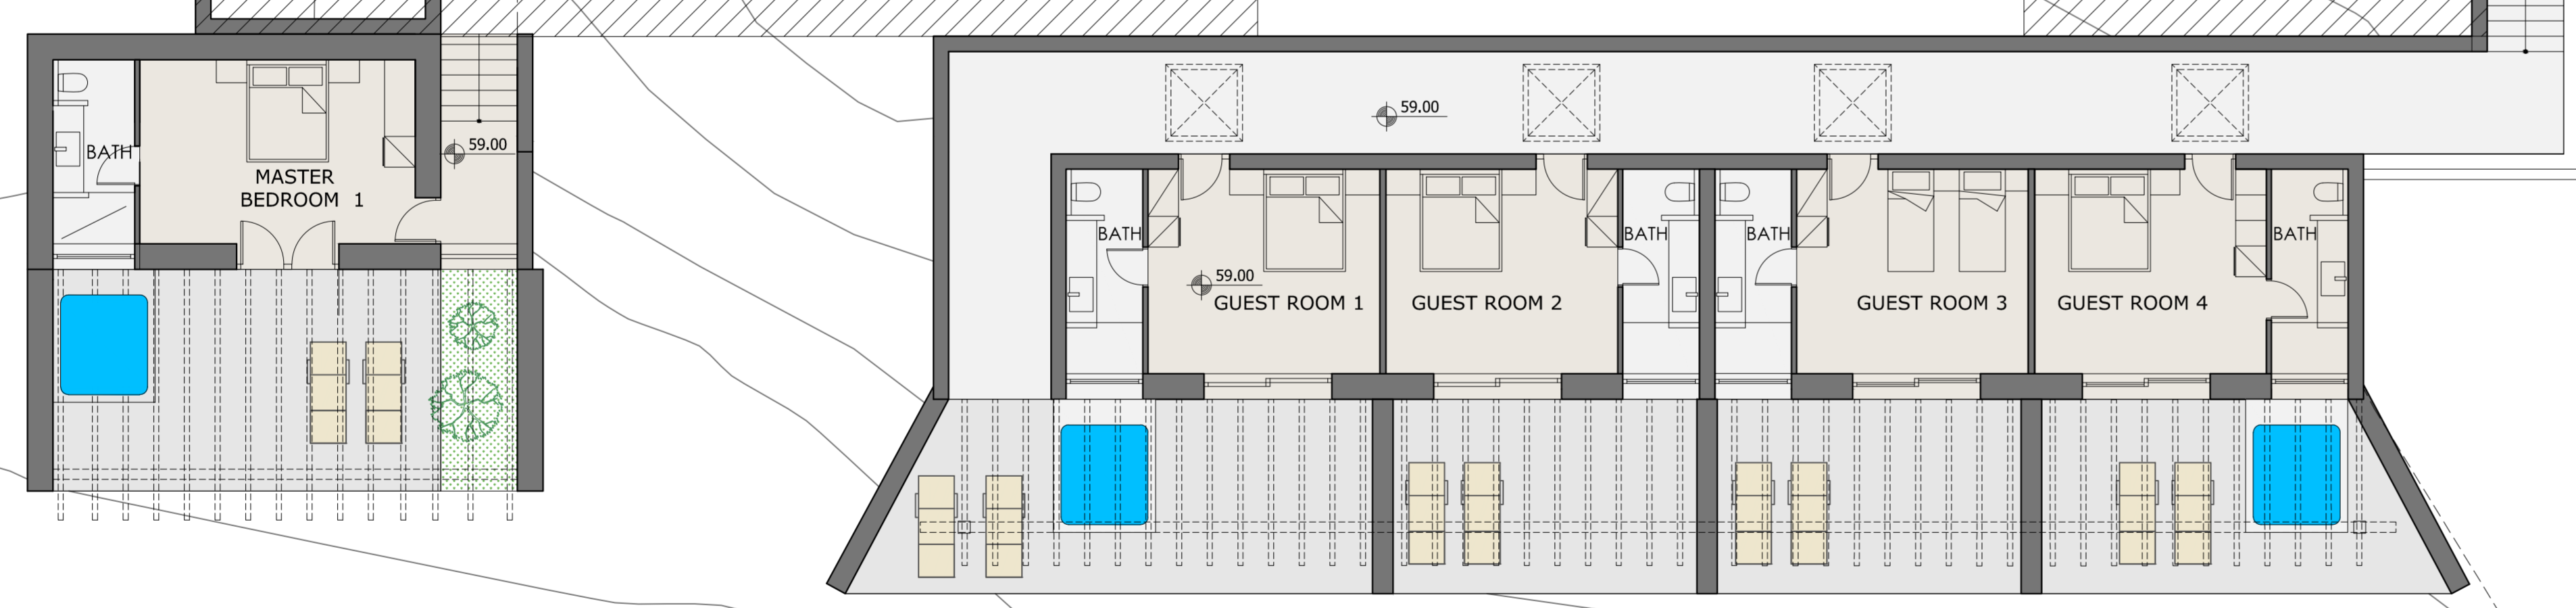 BATH
MASTER
BEDROOM 1
59.00
59.00
BATH
59.00
GUEST ROOM 1
GUEST ROOM 2
BATH
BATH
GUEST ROOM 3
GUEST ROOM 4
BATH